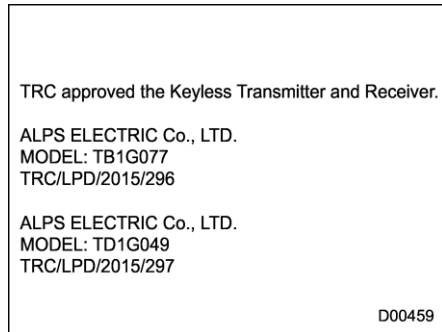 TRC approved the Keyless Transmitter and Receiver.
ALPS ELECTRIC Co., LTD.
MODEL: TB1G077
TRC/LPD/2015/296
ALPS ELECTRIC Co., LTD.
MODEL: TD1G049
TRC/LPD/2015/297
D00459